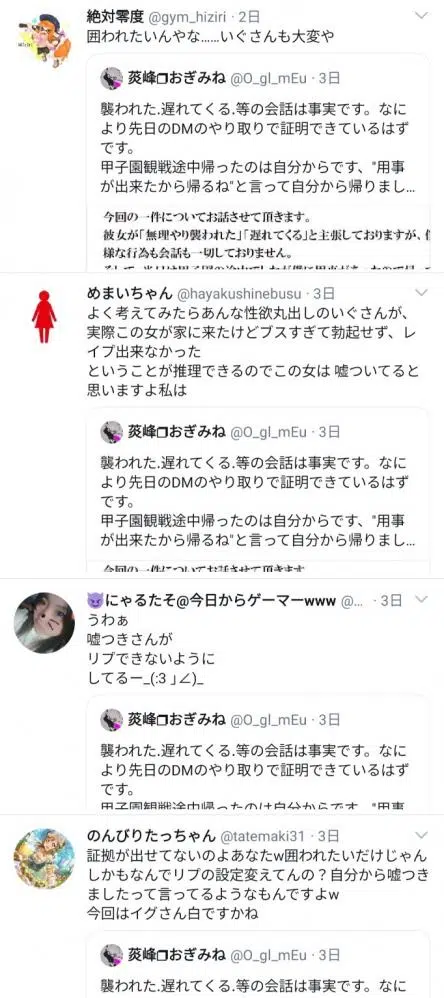 絶対零度 @gym_hiziri · 2日
囲われたいんやな……いぐさんも大変や
莢峰❒おぎみね @O_gl_mEu · 3日
襲われた.遅れてくる.等の会話は事実です。なに
より先日のDMのやり取りで証明できているはず
です。
甲子園観戦途中帰ったのは自分からです、"用事
が出来たから帰るね"と言って自分から帰りまし...
今回の一件についてお話させて頂きます。
彼女が「無理やり襲われた」「遅れてくる」と主張しておりますが、
様な行為も会話も一切しておりません。
めまいちゃん @hayakushinebusu · 3日
よく考えてみたらあんな性欲丸出しのいぐさんが、
実際この女が家に来たけどブスすぎて勃起せず、レ
イプ出来なかった
ということが推理できるのでこの女は 嘘ついてると
思いますよ私は
莢峰❒おぎみね @O_gl_mEu · 3日
襲われた.遅れてくる.等の会話は事実です。なに
より先日のDMのやり取りで証明できているはず
です。
甲子園観戦途中帰ったのは自分からです、"用事
が出来たから帰るね"と言って自分から帰りまし...
今回の一件についてお話させて頂きます。
😈にゃるたそ@今日からゲーマーwww @... · 3日
うわぁ
嘘つきさんが
リプできないように
してるー_(:3 」∠)_
莢峰❒おぎみね @O_gl_mEu · 3日
襲われた.遅れてくる.等の会話は事実です。なに
より先日のDMのやり取りで証明できているはず
です。
甲子園観戦途中帰ったのは自分からです、"用事
のんびりたっちゃん @tatemaki31 · 3日
証拠が出せてないのよあなたw囲われたいだけじゃん
しかもなんでリプの設定変えてんの？自分から嘘つき
ましたって言ってるようなもんですよw
今回はイグさん白ですかね
莢峰❒おぎみね @O_gl_mEu · 3日
襲われた.遅れてくる.等の会話は事実です。なに